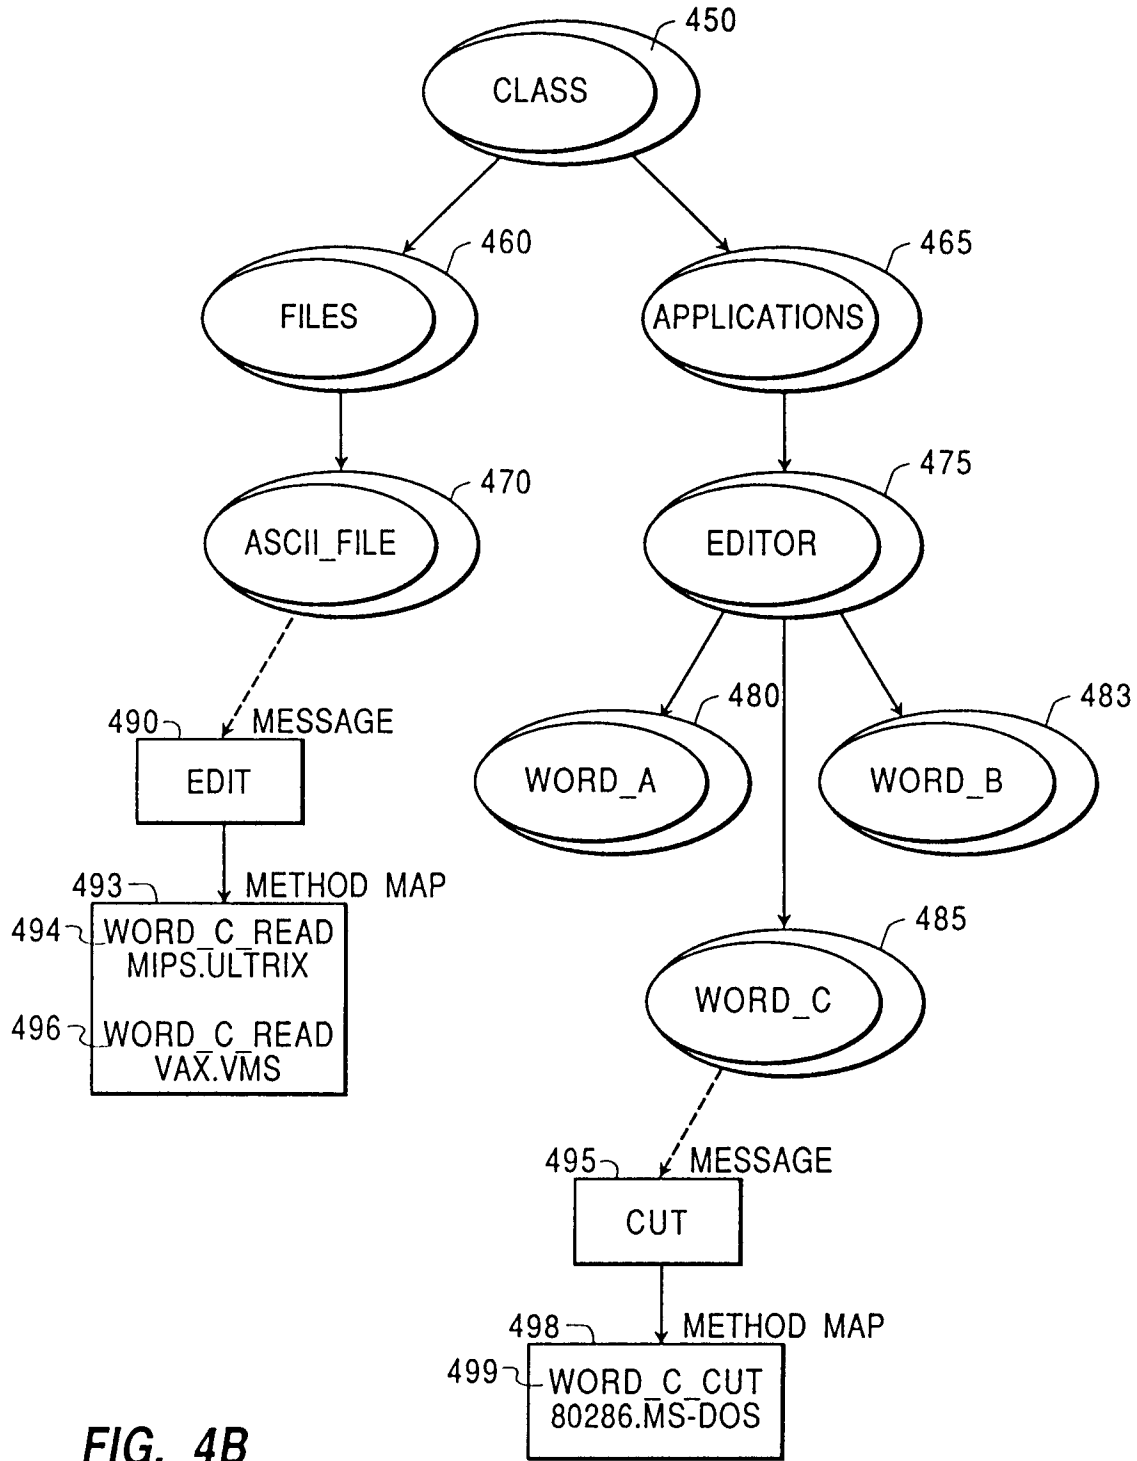 450
CLASS
460
465
FILES
APPLICATIONS
470
475
ASCII_FILE
EDITOR
480
483
490
MESSAGE
EDIT
WORD_A
WORD_B
493
METHOD MAP
494
WORD_C_READ
MIPS.ULTRIX
496
WORD_C_READ
VAX.VMS
485
WORD_C
495
MESSAGE
CUT
498
METHOD MAP
499
WORD_C_CUT
80286.MS-DOS
FIG. 4B